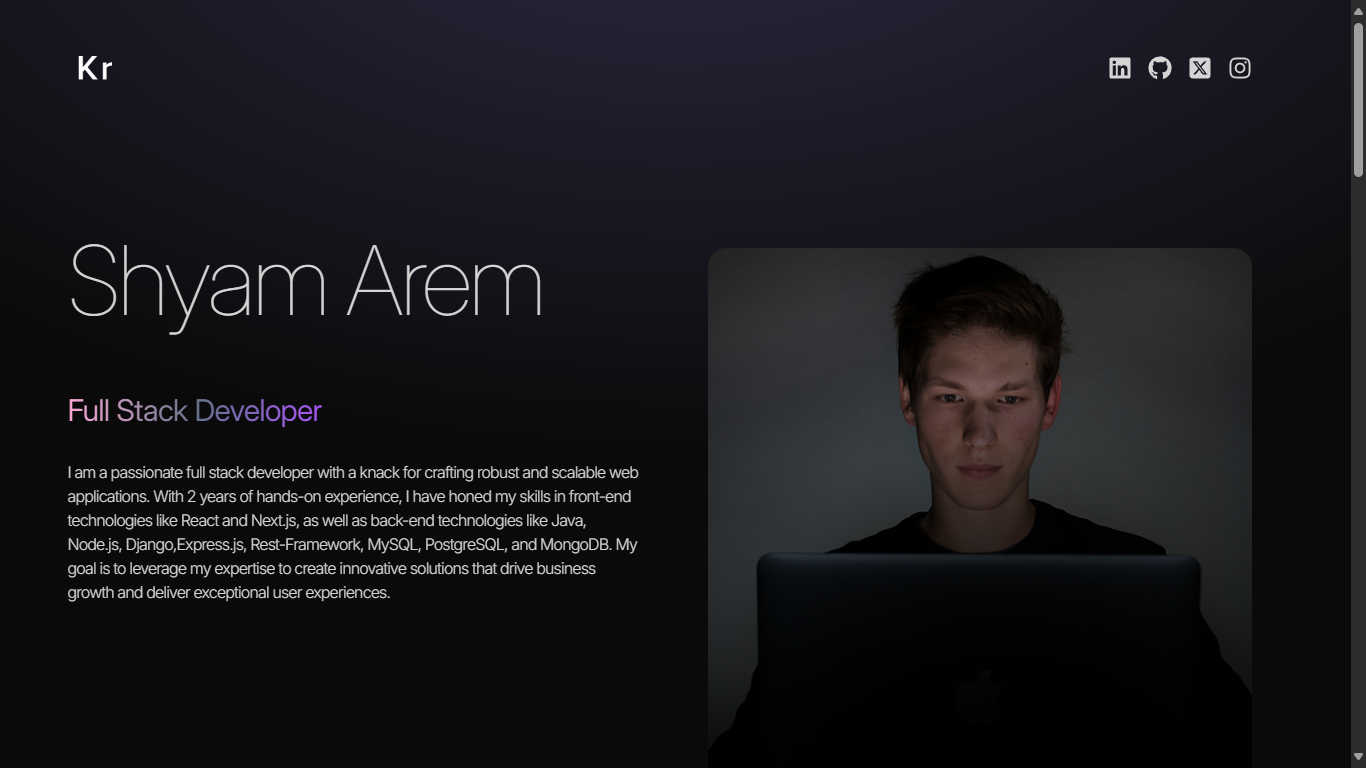 Kr
Shyam Arem
Full Stack Developer
I am a passionate full stack developer with a knack for crafting robust and scalable web
applications. With 2 years of hands-on experience, I have honed my skills in front-end
technologies like React and Next.js, as well as back-end technologies like Java,
Node.js, Django,Express.js, Rest-Framework, MySQL, PostgreSQL, and MongoDB. My
goal is to leverage my expertise to create innovative solutions that drive business
growth and deliver exceptional user experiences.